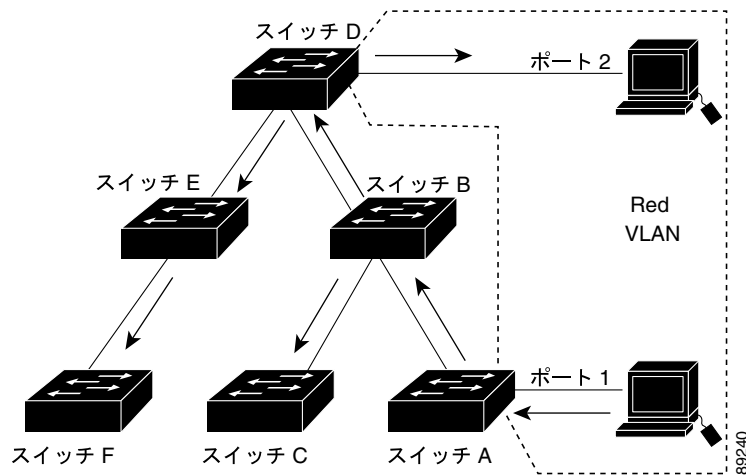 スイッチ D
ポート 2
スイッチ E
スイッチ B
Red
VLAN
ポート 1
スイッチ F
スイッチ C
スイッチ A
89240